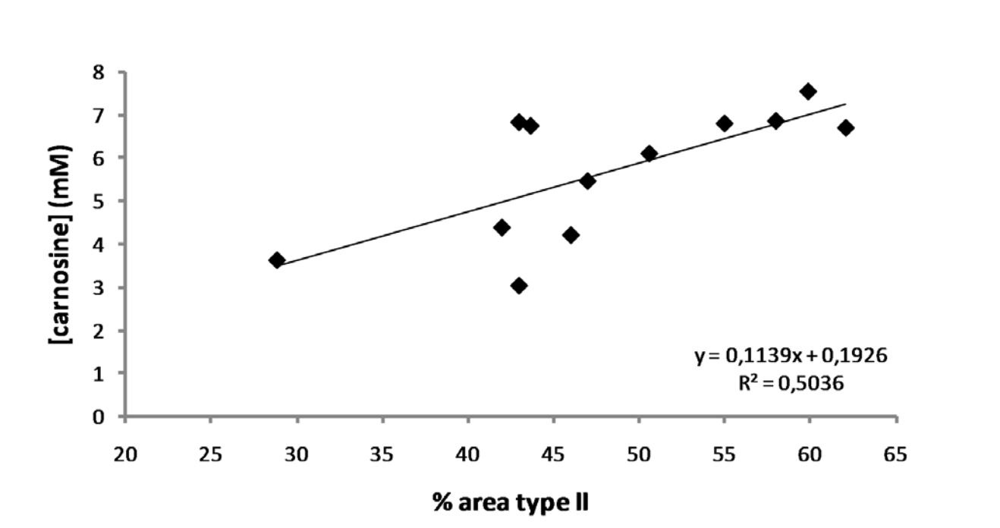 8
7
6
5
4
3
2
1
0
[carnosine] (mM)
y = 0,1139x + 0,1926
R² = 0,5036
20 25 30 35 40 45 50 55 60 65
% area type II